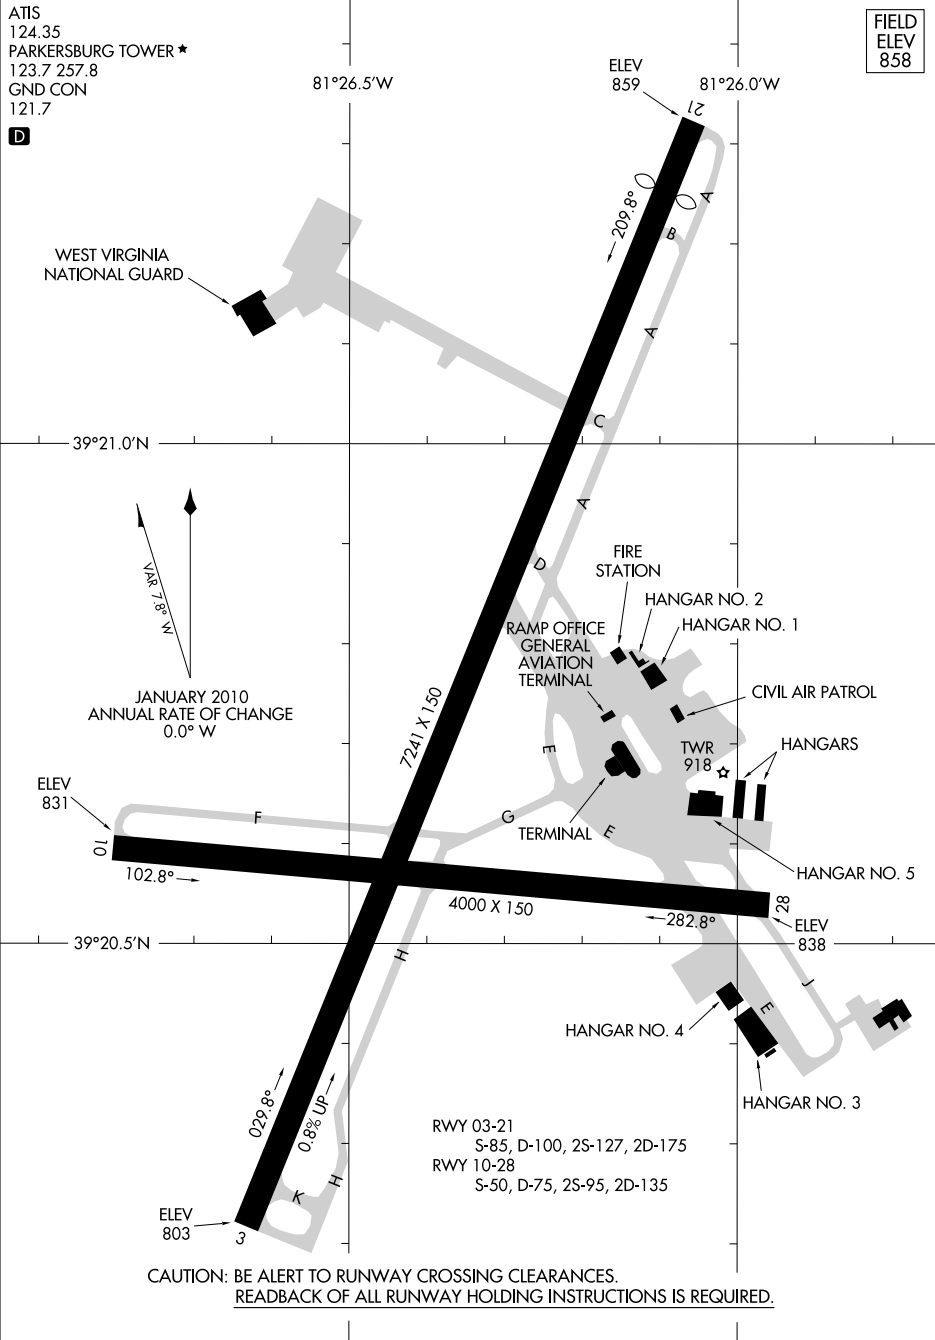 ATIS
124.35
PARKERSBURG TOWER ★
123.7 257.8
GND CON
121.7
D
FIELD
ELEV
858
81°26.5'W
81°26.0'W
ELEV
859
21
209.8°
A
B
WEST VIRGINIA
NATIONAL GUARD
A
C
39°21.0'N
A
VAR 7.8° W
JANUARY 2010
ANNUAL RATE OF CHANGE
0.0° W
D
FIRE
STATION
HANGAR NO. 2
HANGAR NO. 1
RAMP OFFICE
GENERAL
AVIATION
TERMINAL
CIVIL AIR PATROL
7241 X 150
E
TWR
918
HANGARS
ELEV
831
F
G
TERMINAL
E
10
102.8°
HANGAR NO. 5
4000 X 150
282.8°
28
ELEV
838
39°20.5'N
H
J
E
HANGAR NO. 4
HANGAR NO. 3
029.8°
0.8% UP
RWY 03-21
S-85, D-100, 2S-127, 2D-175
RWY 10-28
S-50, D-75, 2S-95, 2D-135
H
K
ELEV
803
3
CAUTION: BE ALERT TO RUNWAY CROSSING CLEARANCES.
READBACK OF ALL RUNWAY HOLDING INSTRUCTIONS IS REQUIRED.